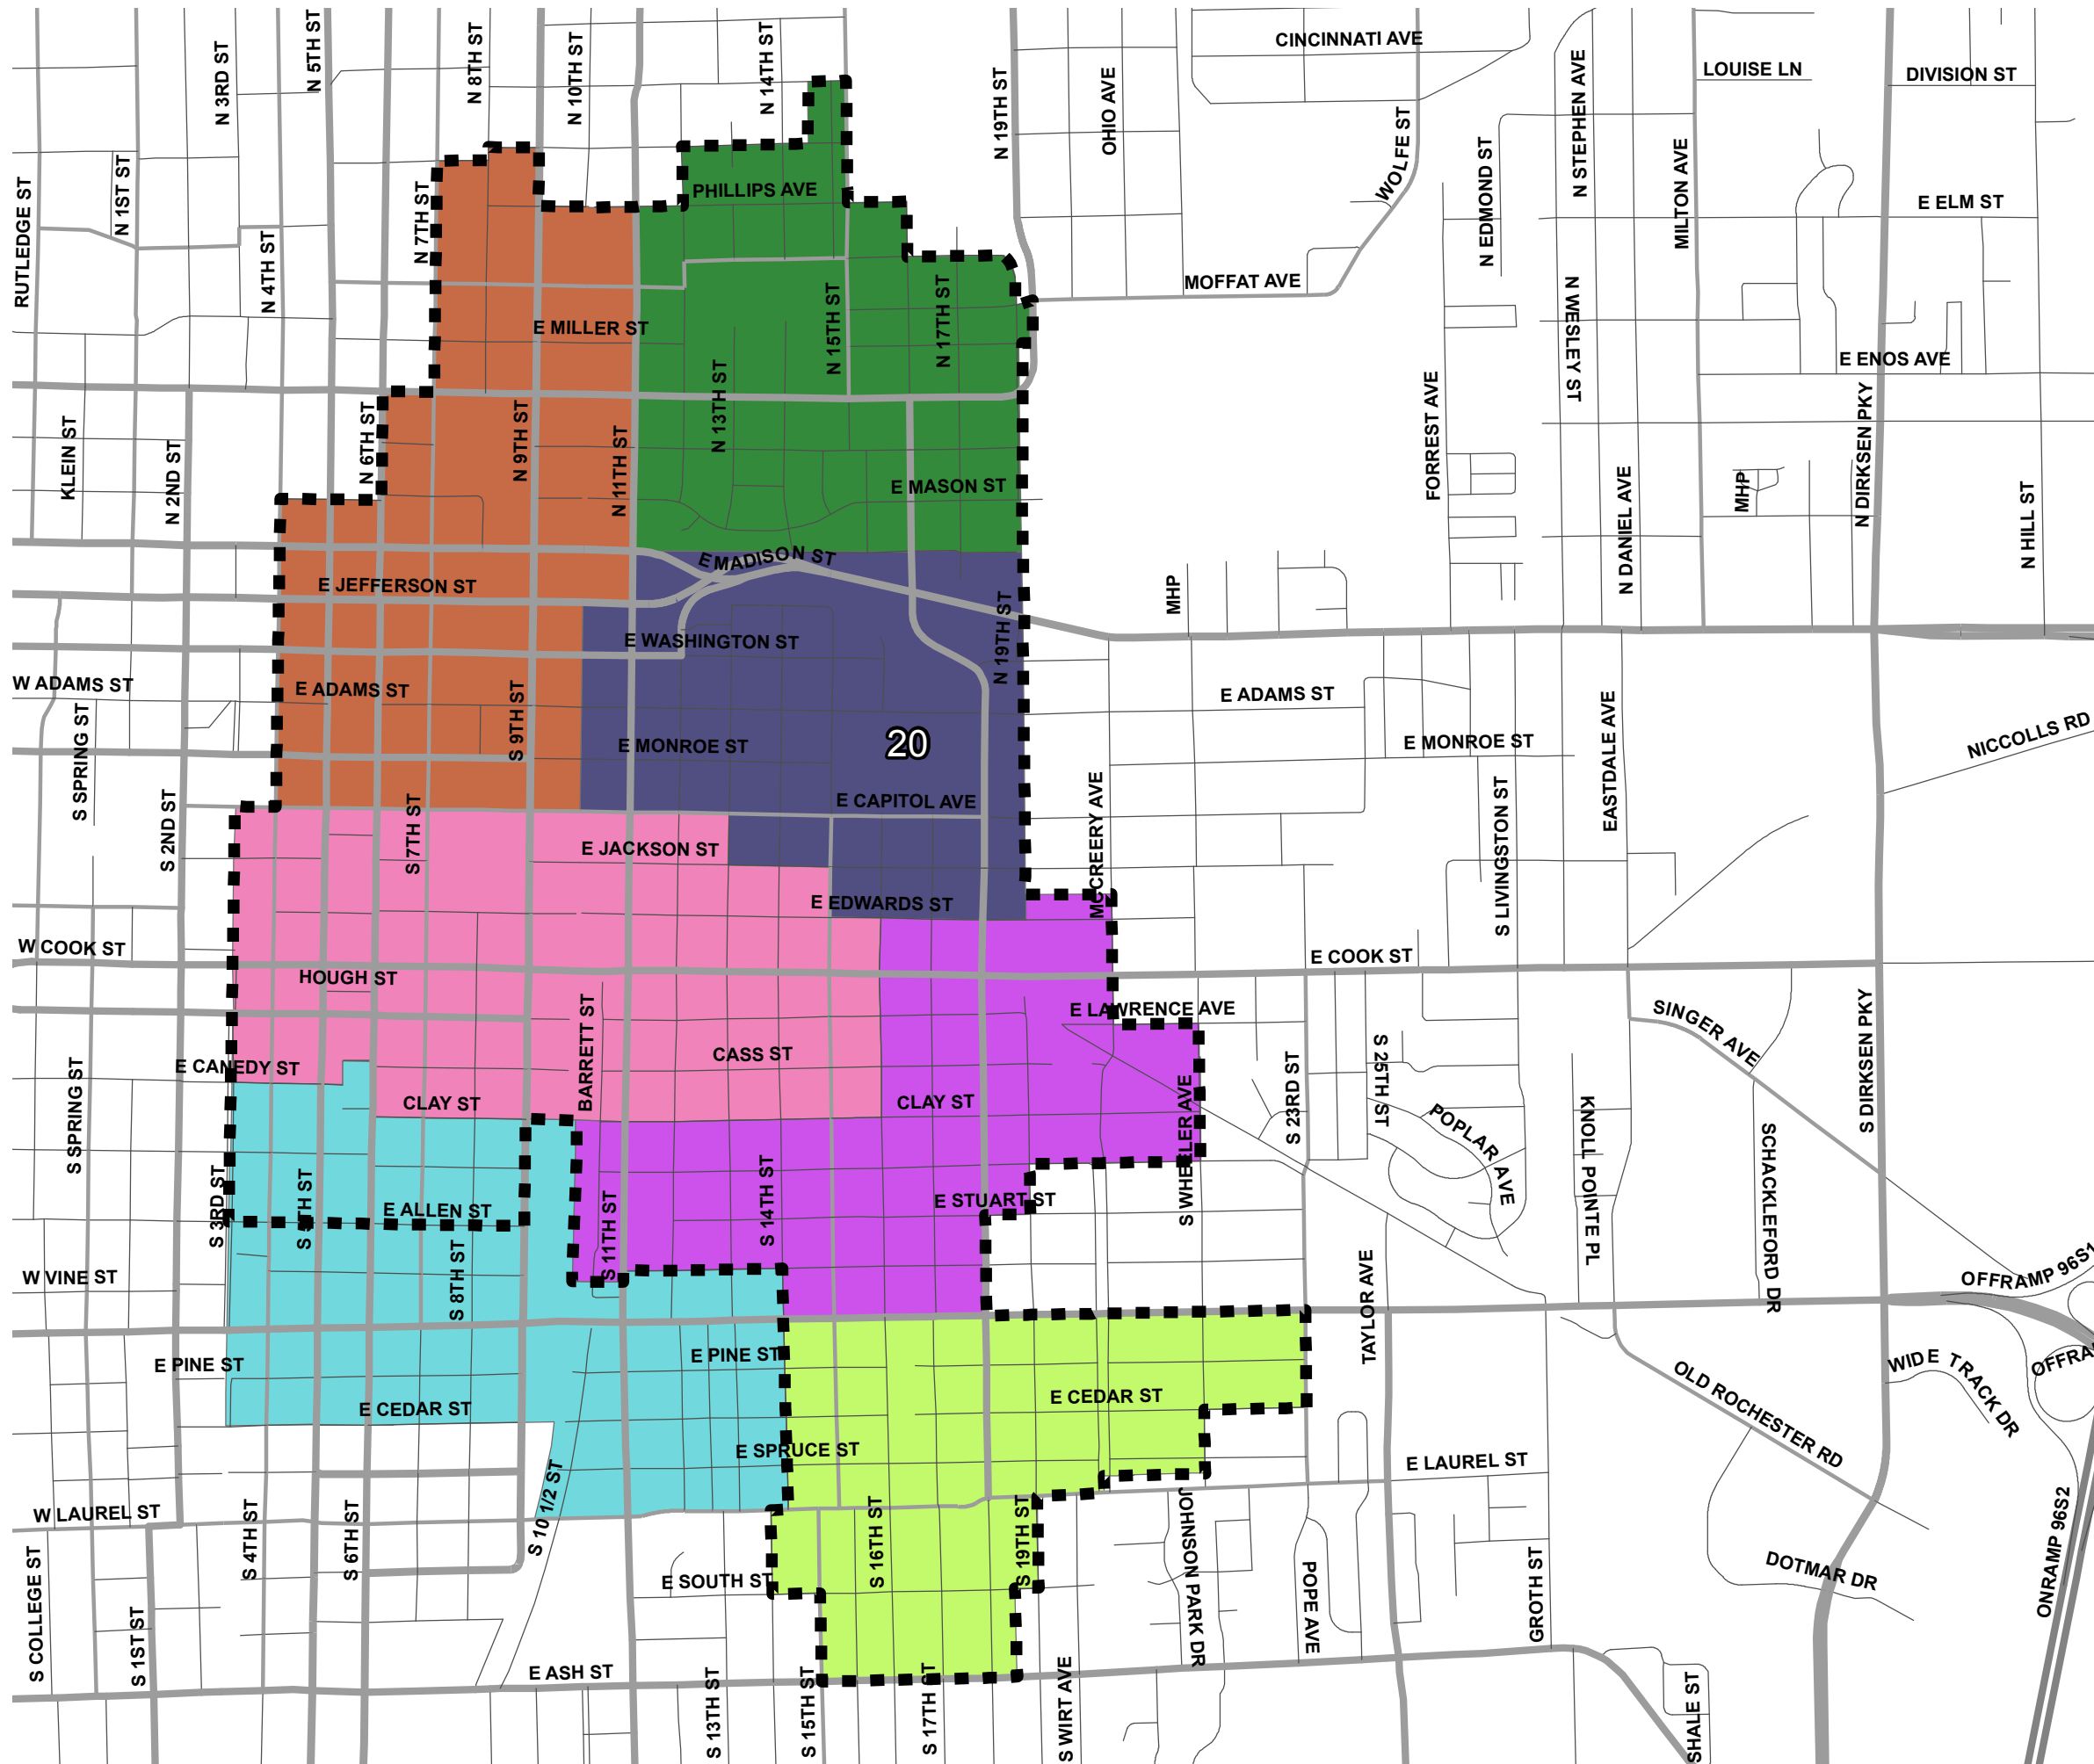 CINCINNATI AVE
LOUISE LN
DIVISION ST
N 3RD ST
N 5TH ST
N 8TH ST
N 10TH ST
N 14TH ST
N 19TH ST
OHIO AVE
WOLFE ST
N STEPHEN AVE
RUTLEDGE ST
N 1ST ST
N 4TH ST
N 7TH ST
PHILLIPS AVE
N EDMOND ST
MILTON AVE
E ELM ST
MOFFAT AVE
E MILLER ST
N 15TH ST
N 17TH ST
N WESLEY ST
E ENOS AVE
KLEIN ST
N 2ND ST
N 6TH ST
N 9TH ST
N 11TH ST
N 13TH ST
E MASON ST
FORREST AVE
N DANIEL AVE
MHP
N DIRKSEN PKY
N HILL ST
E MADISON ST
E JEFFERSON ST
MHP
E WASHINGTON ST
N 19TH ST
W ADAMS ST
E ADAMS ST
E ADAMS ST
S SPRING ST
S 9TH ST
E MONROE ST
20
E MONROE ST
EASTDALE AVE
NICCOLLS RD
S 2ND ST
S 7TH ST
E CAPITOL AVE
MCCREERY AVE
S LIVINGSTON ST
E JACKSON ST
E EDWARDS ST
W COOK ST
E COOK ST
HOUGH ST
E LAWRENCE AVE
SINGER AVE
S DIRKSEN PKY
BARRETT ST
CASS ST
E CANEDY ST
S SPRING ST
CLAY ST
CLAY ST
S WHEELER AVE
S 23RD ST
S 25TH ST
POPLAR AVE
KNOLL POINTE PL
SCHACKLEFORD DR
S 3RD ST
S 5TH ST
E ALLEN ST
S 11TH ST
S 14TH ST
E STUART ST
W VINE ST
S 8TH ST
TAYLOR AVE
OFFRAMP 96S1
E PINE ST
E PINE ST
WIDE TRACK DR
OFFRA
E CEDAR ST
E CEDAR ST
OLD ROCHESTER RD
E SPRUCE ST
E LAUREL ST
W LAUREL ST
S 4TH ST
S 6TH ST
S 10 1/2 ST
S 16TH ST
S 19TH ST
JOHNSON PARK DR
POPE AVE
GROTH ST
DOTMAR DR
ONRAMP 96S2
S COLLEGE ST
S 1ST ST
E SOUTH ST
E ASH ST
S 13TH ST
S 15TH ST
S 17TH ST
S WIRT AVE
SHALE ST